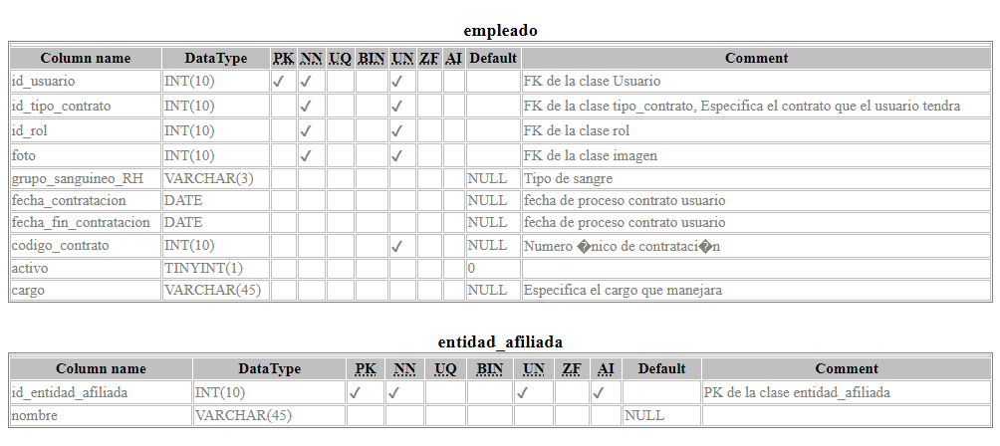 empleado
Column name DataType PK NN UQ BIN UN ZF AI Default Comment
id_usuario INT(10) ✓ ✓ ✓ FK de la clase Usuario
id_tipo_contrato INT(10) ✓ ✓ FK de la clase tipo_contrato, Especifica el contrato que el usuario tendra
id_rol INT(10) ✓ ✓ FK de la clase rol
foto INT(10) ✓ ✓ FK de la clase imagen
grupo_sanguineo_RH VARCHAR(3) NULL Tipo de sangre
fecha_contratacion DATE NULL fecha de proceso contrato usuario
fecha_fin_contratacion DATE NULL fecha de proceso contrato usuario
codigo_contrato INT(10) ✓ NULL Numero �nico de contrataci�n
activo TINYINT(1) 0
cargo VARCHAR(45) NULL Especifica el cargo que manejara
entidad_afiliada
Column name DataType PK NN UQ BIN UN ZF AI Default Comment
id_entidad_afiliada INT(10) ✓ ✓ ✓ ✓ PK de la clase entidad_afiliada
nombre VARCHAR(45) NULL